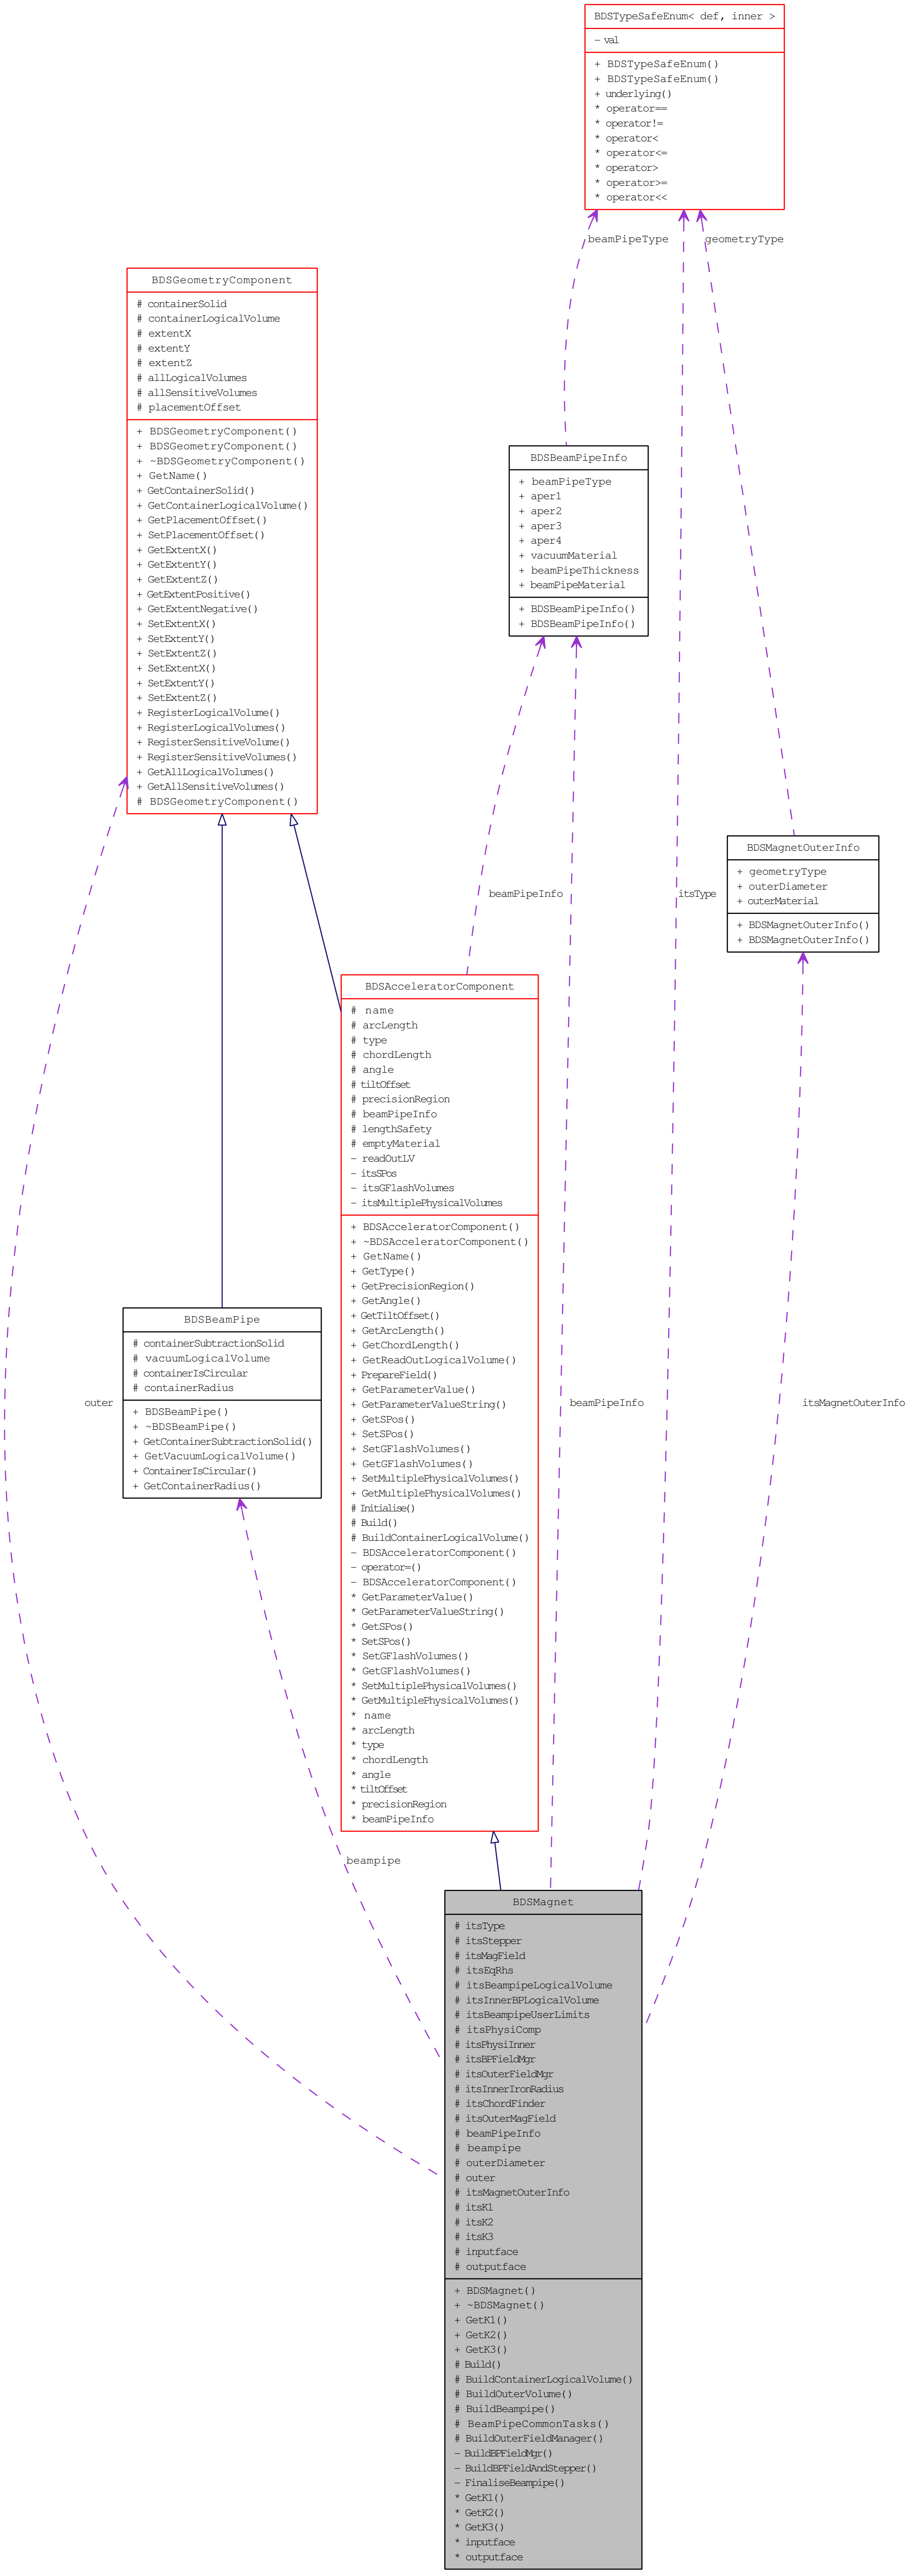 BDSTypeSafeEnum< def, inner >
- val
+ BDSTypeSafeEnum()
+ BDSTypeSafeEnum()
+ underlying()
* operator==
* operator!=
* operator<
* operator<=
* operator>
* operator>=
* operator<<
beamPipeType
geometryType
BDSGeometryComponent
# containerSolid
# containerLogicalVolume
# extentX
# extentY
# extentZ
# allLogicalVolumes
# allSensitiveVolumes
# placementOffset
+ BDSGeometryComponent()
+ BDSGeometryComponent()
+ ~BDSGeometryComponent()
+ GetName()
+ GetContainerSolid()
+ GetContainerLogicalVolume()
+ GetPlacementOffset()
+ SetPlacementOffset()
+ GetExtentX()
+ GetExtentY()
+ GetExtentZ()
+ GetExtentPositive()
+ GetExtentNegative()
+ SetExtentX()
+ SetExtentY()
+ SetExtentZ()
+ SetExtentX()
+ SetExtentY()
+ SetExtentZ()
+ RegisterLogicalVolume()
+ RegisterLogicalVolumes()
+ RegisterSensitiveVolume()
+ RegisterSensitiveVolumes()
+ GetAllLogicalVolumes()
+ GetAllSensitiveVolumes()
# BDSGeometryComponent()
BDSBeamPipeInfo
+ beamPipeType
+ aper1
+ aper2
+ aper3
+ aper4
+ vacuumMaterial
+ beamPipeThickness
+ beamPipeMaterial
+ BDSBeamPipeInfo()
+ BDSBeamPipeInfo()
BDSMagnetOuterInfo
+ geometryType
+ outerDiameter
+ outerMaterial
+ BDSMagnetOuterInfo()
+ BDSMagnetOuterInfo()
beamPipeInfo
itsType
BDSAcceleratorComponent
# name
# arcLength
# type
# chordLength
# angle
# tiltOffset
# precisionRegion
# beamPipeInfo
# lengthSafety
# emptyMaterial
- readOutLV
- itsSPos
- itsGFlashVolumes
- itsMultiplePhysicalVolumes
+ BDSAcceleratorComponent()
+ ~BDSAcceleratorComponent()
+ GetName()
+ GetType()
+ GetPrecisionRegion()
+ GetAngle()
+ GetTiltOffset()
+ GetArcLength()
+ GetChordLength()
+ GetReadOutLogicalVolume()
+ PrepareField()
+ GetParameterValue()
+ GetParameterValueString()
+ GetSPos()
+ SetSPos()
+ SetGFlashVolumes()
+ GetGFlashVolumes()
+ SetMultiplePhysicalVolumes()
+ GetMultiplePhysicalVolumes()
# Initialise()
# Build()
# BuildContainerLogicalVolume()
- BDSAcceleratorComponent()
- operator=()
- BDSAcceleratorComponent()
* GetParameterValue()
* GetParameterValueString()
* GetSPos()
* SetSPos()
* SetGFlashVolumes()
* GetGFlashVolumes()
* SetMultiplePhysicalVolumes()
* GetMultiplePhysicalVolumes()
* name
* arcLength
* type
* chordLength
* angle
* tiltOffset
* precisionRegion
* beamPipeInfo
BDSBeamPipe
# containerSubtractionSolid
# vacuumLogicalVolume
# containerIsCircular
# containerRadius
+ BDSBeamPipe()
+ ~BDSBeamPipe()
+ GetContainerSubtractionSolid()
+ GetVacuumLogicalVolume()
+ ContainerIsCircular()
+ GetContainerRadius()
outer
beamPipeInfo
itsMagnetOuterInfo
beampipe
BDSMagnet
# itsType
# itsStepper
# itsMagField
# itsEqRhs
# itsBeampipeLogicalVolume
# itsInnerBPLogicalVolume
# itsBeampipeUserLimits
# itsPhysiComp
# itsPhysiInner
# itsBPFieldMgr
# itsOuterFieldMgr
# itsInnerIronRadius
# itsChordFinder
# itsOuterMagField
# beamPipeInfo
# beampipe
# outerDiameter
# outer
# itsMagnetOuterInfo
# itsK1
# itsK2
# itsK3
# inputface
# outputface
+ BDSMagnet()
+ ~BDSMagnet()
+ GetK1()
+ GetK2()
+ GetK3()
# Build()
# BuildContainerLogicalVolume()
# BuildOuterVolume()
# BuildBeampipe()
# BeamPipeCommonTasks()
# BuildOuterFieldManager()
- BuildBPFieldMgr()
- BuildBPFieldAndStepper()
- FinaliseBeampipe()
* GetK1()
* GetK2()
* GetK3()
* inputface
* outputface